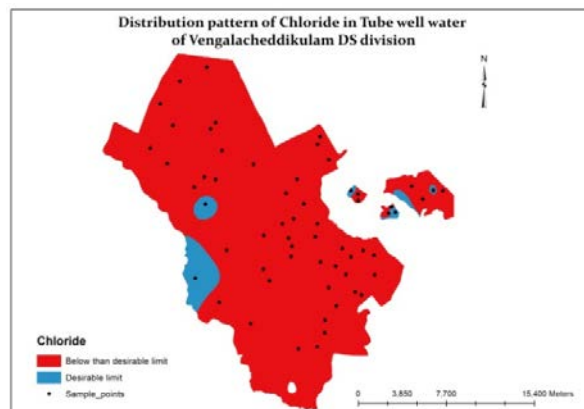 Distribution pattern of Chloride in Tube well water
of Vengalacheddikulam DS division
N
Chloride
Below than desirable limit
Desirable limit
Sample_points
0 3,850 7,700 15,400 Meters